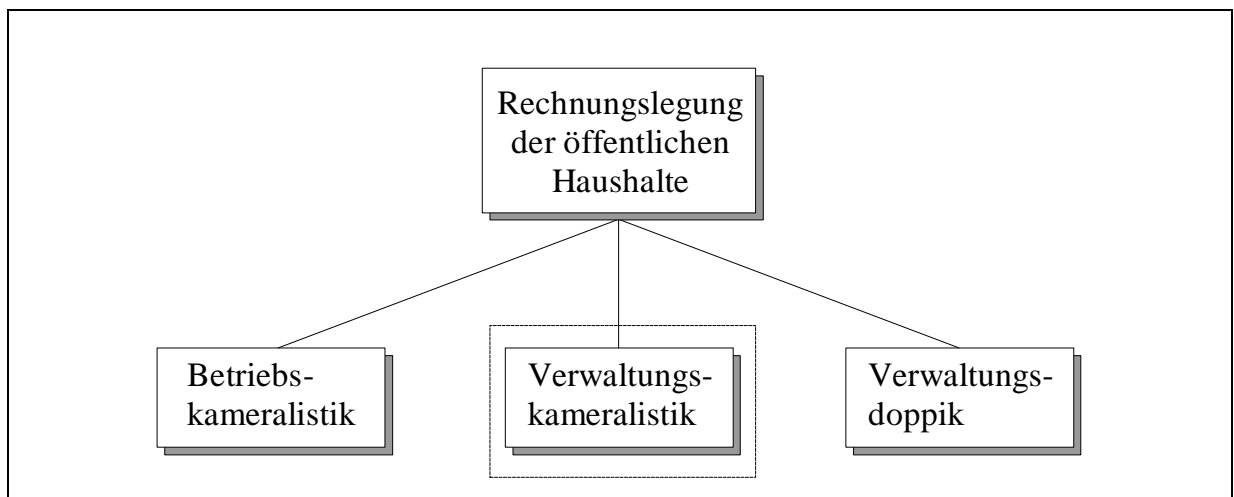 Rechnungslegung
der öffentlichen
Haushalte
Betriebs-
kameralistik
Verwaltungs-
kameralistik
Verwaltungs-
doppik